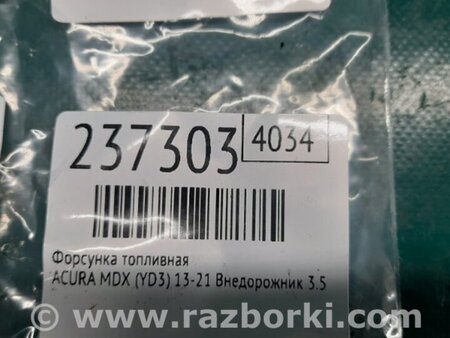 237303 4034
Форсунка топливная
ACURA MDX (YD3) 13-21 Внедорожник 3.5
© www.razborki.com